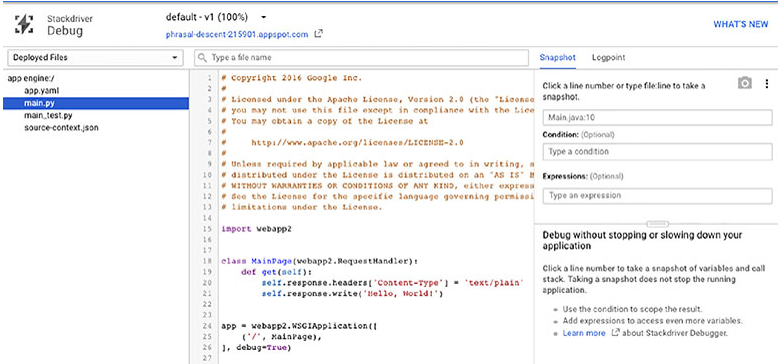 Stackdriver
Debug
default - v1 (100%)
phrasal-descent-215901.appspot.com
WHAT'S NEW
Deployed Files
Type a file name
Snapshot
Logpoint
app engine:/
app.yaml
main.py
main_test.py
source-context.json
1 # Copyright 2016 Google Inc.
2 #
3 # Licensed under the Apache License, Version 2.0 (the "License
4 # you may not use this file except in compliance with the Lic
5 # You may obtain a copy of the License at
6 #
7 # http://www.apache.org/licenses/LICENSE-2.0
8 #
9 # Unless required by applicable law or agreed to in writing, s
10 # distributed under the License is distributed on an "AS IS" B
11 # WITHOUT WARRANTIES OR CONDITIONS OF ANY KIND, either expres
12 # See the License for the specific language governing permissi
13 # limitations under the License.
14
15 import webapp2
16
17
18 class MainPage(webapp2.RequestHandler):
19 def get(self):
20 self.response.headers['Content-Type'] = 'text/plain'
21 self.response.write('Hello, World!')
22
23
24 app = webapp2.WSGIApplication([
25 ('/', MainPage),
26 ], debug=True)
27
Click a line number or type file:line to take a
snapshot.
Main.java:10
Condition: (Optional)
Type a condition
Expressions: (Optional)
Type an expression
Debug without stopping or slowing down your
application
Click a line number to take a snapshot of variables and call
stack. Taking a snapshot does not stop the running
application.
Use the condition to scope the result.
Add expressions to access even more variables.
Learn more about Stackdriver Debugger.